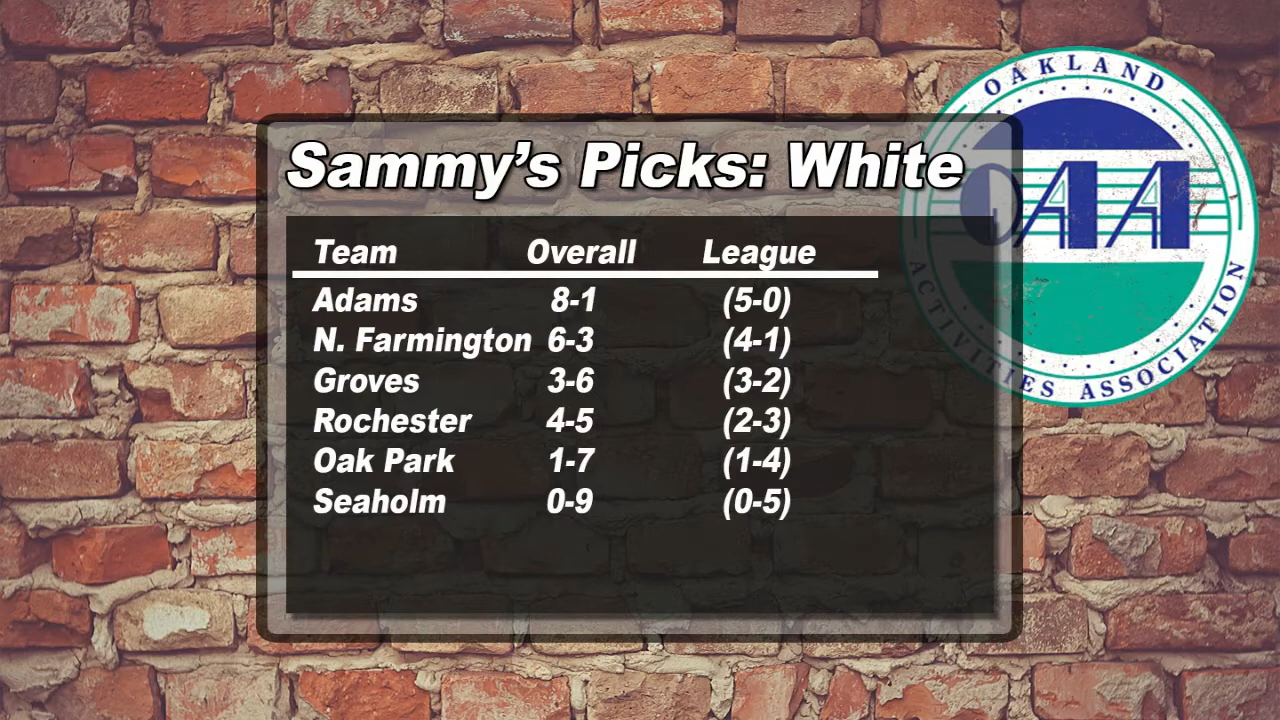 Sammy's Picks: White
OAKLAND
OAA
ACTIVITIES ASSOCIATION
Team Overall League
Adams 8-1 (5-0)
N. Farmington 6-3 (4-1)
Groves 3-6 (3-2)
Rochester 4-5 (2-3)
Oak Park 1-7 (1-4)
Seaholm 0-9 (0-5)